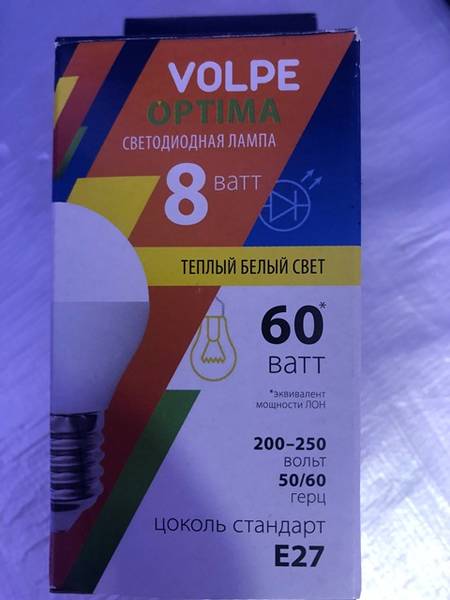 VOLPE
OPTIMA
СВЕТОДИОДНАЯ ЛАМПА
8 ватт
ТЕПЛЫЙ БЕЛЫЙ СВЕТ
60*
ватт
*эквивалент
мощности ЛОН
200–250
вольт
50/60
герц
цоколь стандарт
E27